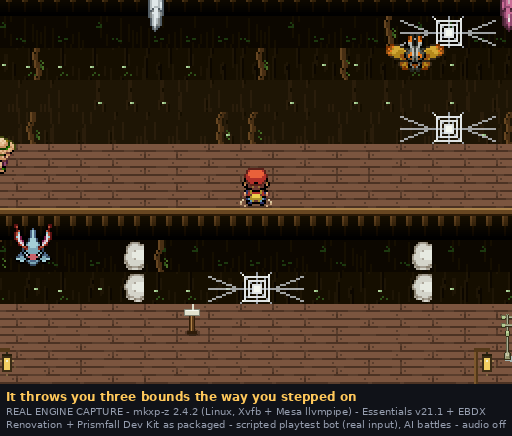 It throws you three bounds the way you stepped on
REAL ENGINE CAPTURE - mkxp-z 2.4.2 (Linux, Xvfb + Mesa llvmpipe) - Essentials v21.1 + EBDX
Renovation + Prismfall Dev Kit as packaged - scripted playtest bot (real input), AI battles - audio off